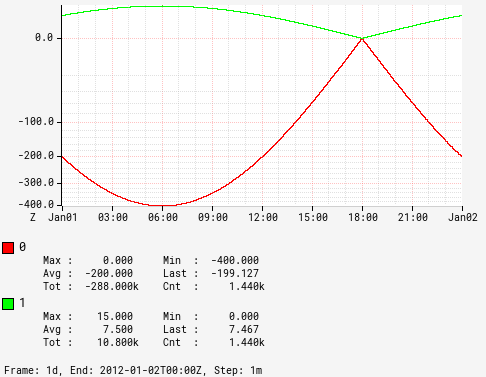 0.0
-100.0
-200.0
-300.0
-400.0
Z Jan01 03:00 06:00 09:00 12:00 15:00 18:00 21:00 Jan02
0
Max : 0.000 Min : -400.000
Avg : -200.000 Last : -199.127
Tot : -288.000k Cnt : 1.440k
1
Max : 15.000 Min : 0.000
Avg : 7.500 Last : 7.467
Tot : 10.800k Cnt : 1.440k
Frame: 1d, End: 2012-01-02T00:00Z, Step: 1m